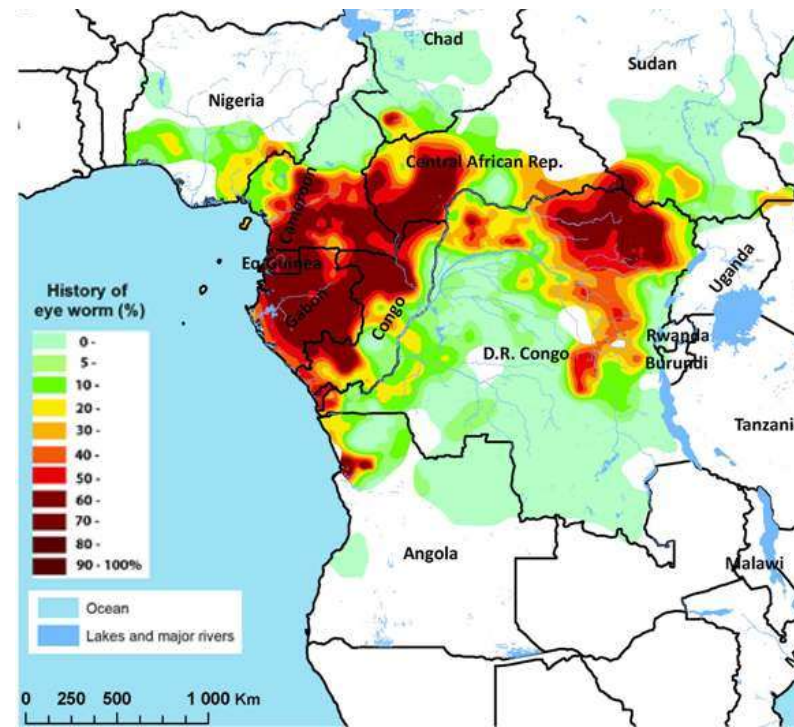 Chad
Sudan
Nigeria
Central African Rep.
Cameroon
Eq Guinea
Gabon
Congo
Uganda
D.R. Congo
Rwanda
Burundi
Tanzani
Angola
Malawi
History of
eye worm (%)
0 -
5 -
10 -
20 -
30 -
40 -
50 -
60 -
70 -
80 -
90 - 100%
Ocean
Lakes and major rivers
0 250 500 1 000 Km